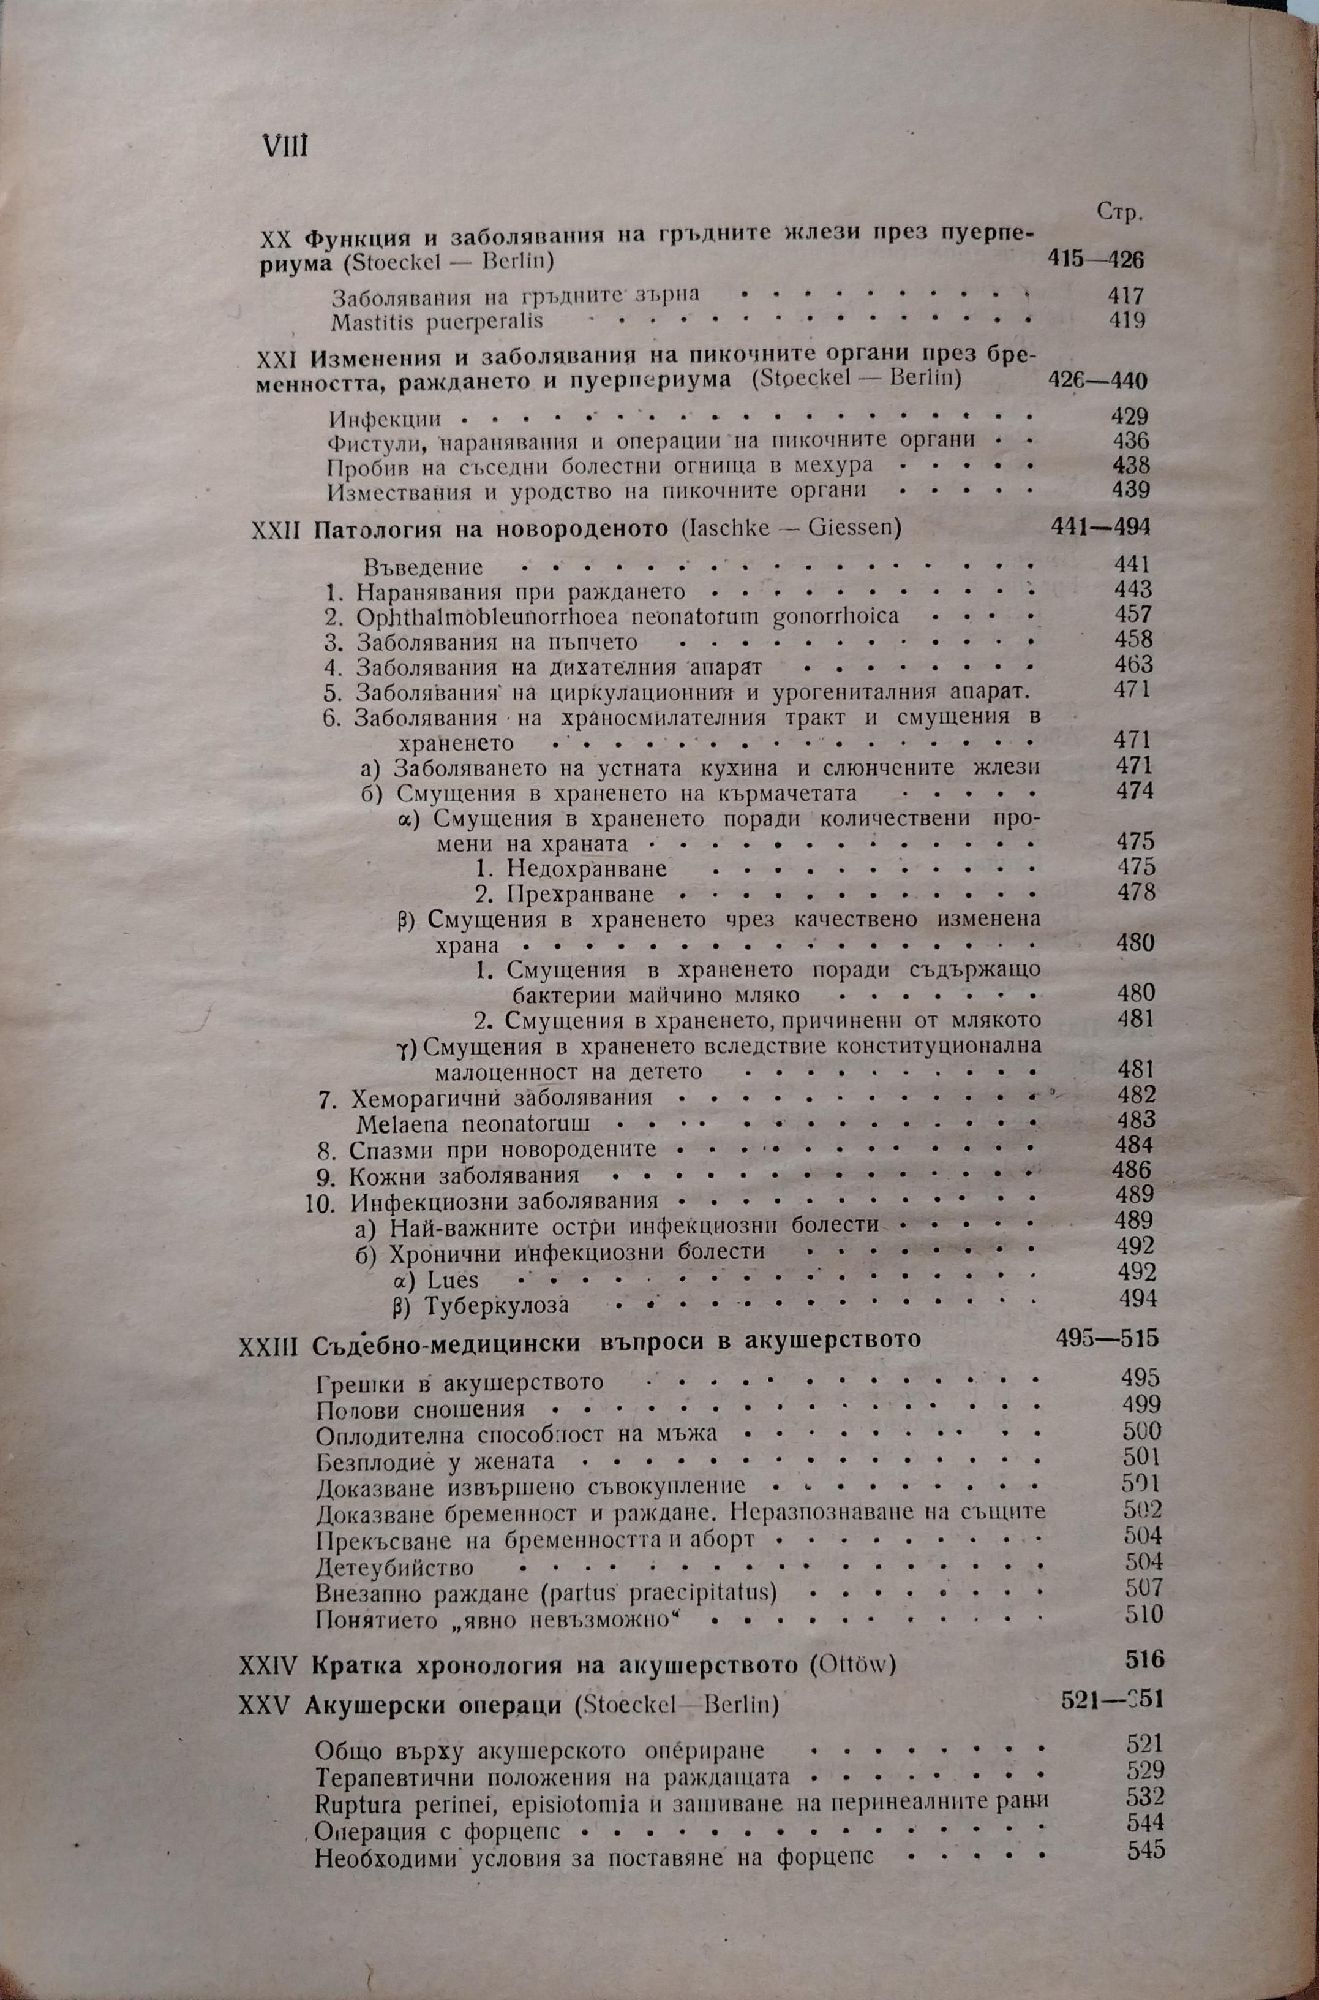 VIII
Стр.
XX Функция и заболявания на гръдните жлези през пуерпе-
риума (Stoeckel — Berlin) 415—426
Заболявания на гръдните зърна 417
Mastitis puerperalis 419
XXI Изменения и заболявания на пикочните органи през бре-
менността, раждането и пуерпериума (Stoeckel — Berlin) 426—440
Инфекции 429
Фистули, наранявания и операции на пикочните органи 436
Пробив на съседни болестни огнища в мехура 438
Измествания и уродство на пикочните органи 439
XXII Патология на новороденото (Iaschke — Giessen) 441—494
Въведение 441
1. Наранявания при раждането 443
2. Ophthalmobleunorrhoea neonatorum gonorrhoica 457
3. Заболявания на пъпчето 458
4. Заболявания на дихателния апарат 463
5. Заболявания на циркулационния и урогениталния апарат. 471
6. Заболявания на храносмилателния тракт и смущения в
храненето 471
а) Заболяването на устната кухина и слюнчените жлези 471
б) Смущения в храненето на кърмачетата 474
α) Смущения в храненето поради количествени про-
мени на храната 475
1. Недохранване 475
2. Прехранване 478
β) Смущения в храненето чрез качествено изменена
храна 480
1. Смущения в храненето поради съдържащо
бактерии майчино мляко 480
2. Смущения в храненето, причинени от млякото 481
γ) Смущения в храненето вследствие конституционална
малоценност на детето 481
7. Хеморагични заболявания 482
Melaena neonatorum 483
8. Спазми при новородените 484
9. Кожни заболявания 486
10. Инфекциозни заболявания 489
а) Най-важните остри инфекциозни болести 489
б) Хронични инфекциозни болести 492
α) Lues 492
β) Туберкулоза 494
XXIII Съдебно-медицински въпроси в акушерството 495—515
Грешки в акушерството 495
Полови сношения 499
Оплодителна способност на мъжа 500
Безплодие у жената 501
Доказване извършено съвокупление 501
Доказване бременност и раждане. Неразпознаване на същите 502
Прекъсване на бременността и аборт 504
Детеубийство 504
Внезапно раждане (partus praecipitatus) 507
Понятието „явно невъзможно“ 510
XXIV Кратка хронология на акушерството (Ottow) 516
XXV Акушерски операци (Stoeckel — Berlin) 521—651
Общо върху акушерското опериране 521
Терапевтични положения на раждащата 529
Ruptura perinei, episiotomia и зашиване на перинеалните рани 532
Операция с форцепс 544
Необходими условия за поставяне на форцепс 545